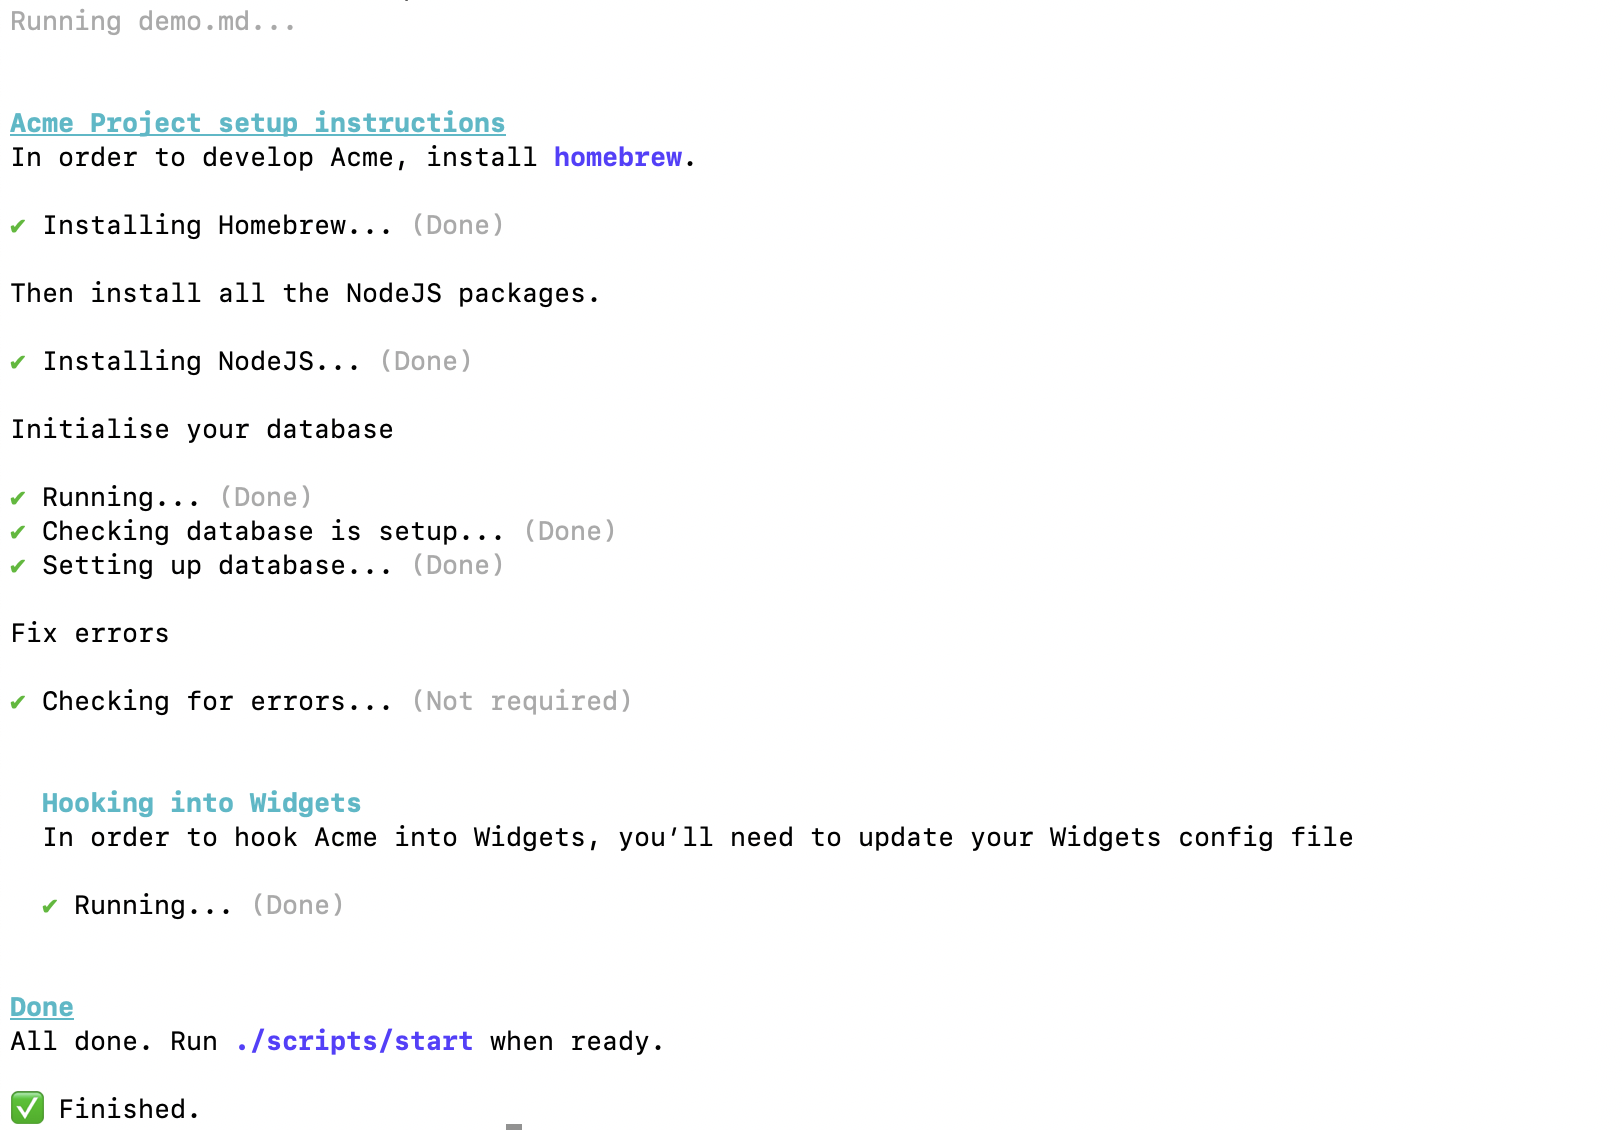 Running demo.md...
Acme Project setup instructions
In order to develop Acme, install homebrew.
✔ Installing Homebrew... (Done)
Then install all the NodeJS packages.
✔ Installing NodeJS... (Done)
Initialise your database
✔ Running... (Done)
✔ Checking database is setup... (Done)
✔ Setting up database... (Done)
Fix errors
✔ Checking for errors... (Not required)
Hooking into Widgets
In order to hook Acme into Widgets, you’ll need to update your Widgets config file
✔ Running... (Done)
Done
All done. Run ./scripts/start when ready.
✅ Finished.